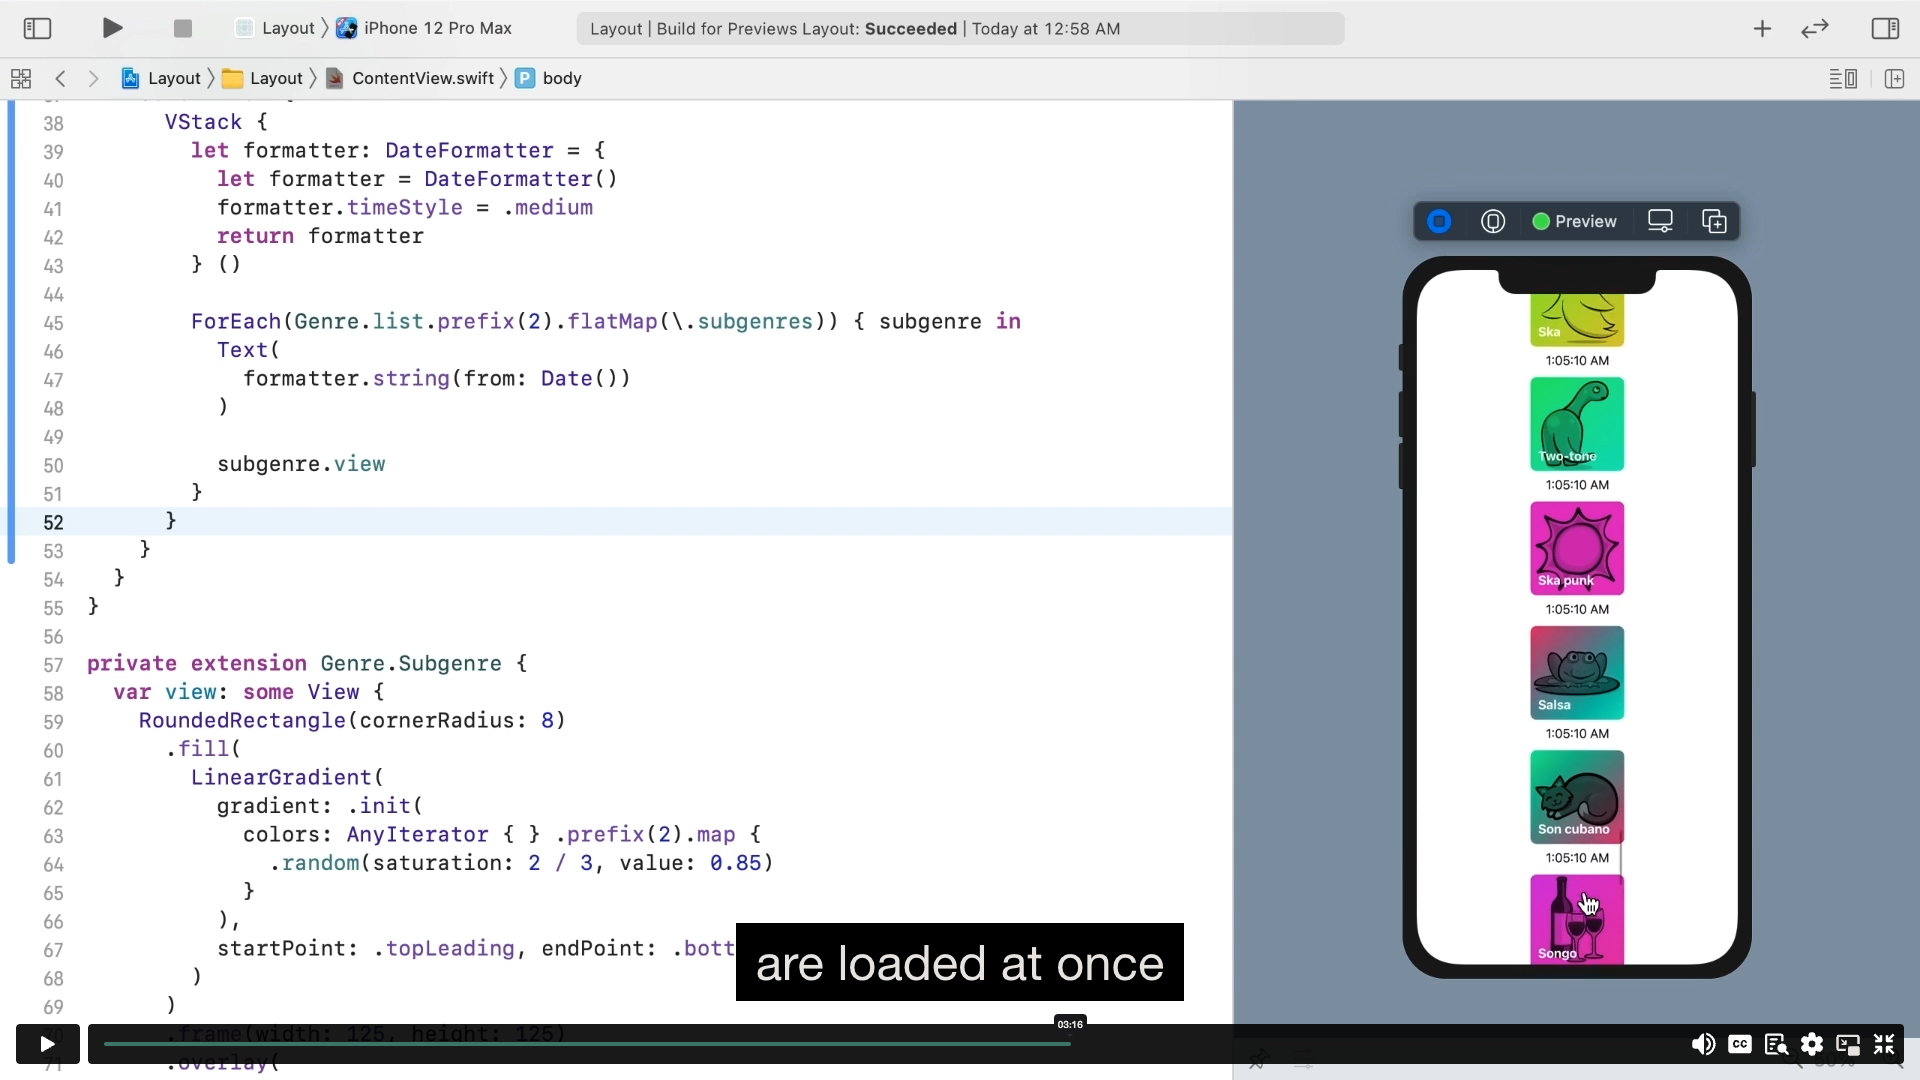 Layout 〉 iPhone 12 Pro Max
Layout | Build for Previews Layout: Succeeded | Today at 12:58 AM
Layout 〉 Layout 〉 ContentView.swift 〉 P body
38 VStack {
39 let formatter: DateFormatter = {
40 let formatter = DateFormatter()
41 formatter.timeStyle = .medium
42 return formatter
43 } ()
44
45 ForEach(Genre.list.prefix(2).flatMap(\.subgenres)) { subgenre in
46 Text(
47 formatter.string(from: Date())
48 )
49
50 subgenre.view
51 }
52 }
53 }
54 }
55 }
56
57 private extension Genre.Subgenre {
58 var view: some View {
59 RoundedRectangle(cornerRadius: 8)
60 .fill(
61 LinearGradient(
62 gradient: .init(
63 colors: AnyIterator { } .prefix(2).map {
64 .random(saturation: 2 / 3, value: 0.85)
65 }
66 ),
67 startPoint: .topLeading, endPoint: .bott
68 )
69 )
70 .frame(width: 125, height: 125)
71 .overlay(
Preview
Ska
1:05:10 AM
Two-tone
1:05:10 AM
Ska punk
1:05:10 AM
Salsa
1:05:10 AM
Son cubano
1:05:10 AM
Songo
are loaded at once
03:16
CC